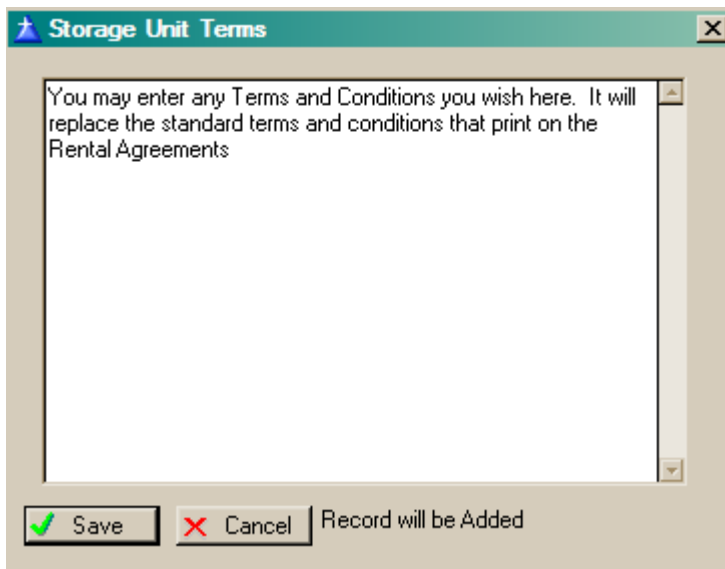 Storage Unit Terms
You may enter any Terms and Conditions you wish here.  It will
replace the standard terms and conditions that print on the
Rental Agreements
Save
Cancel
Record will be Added